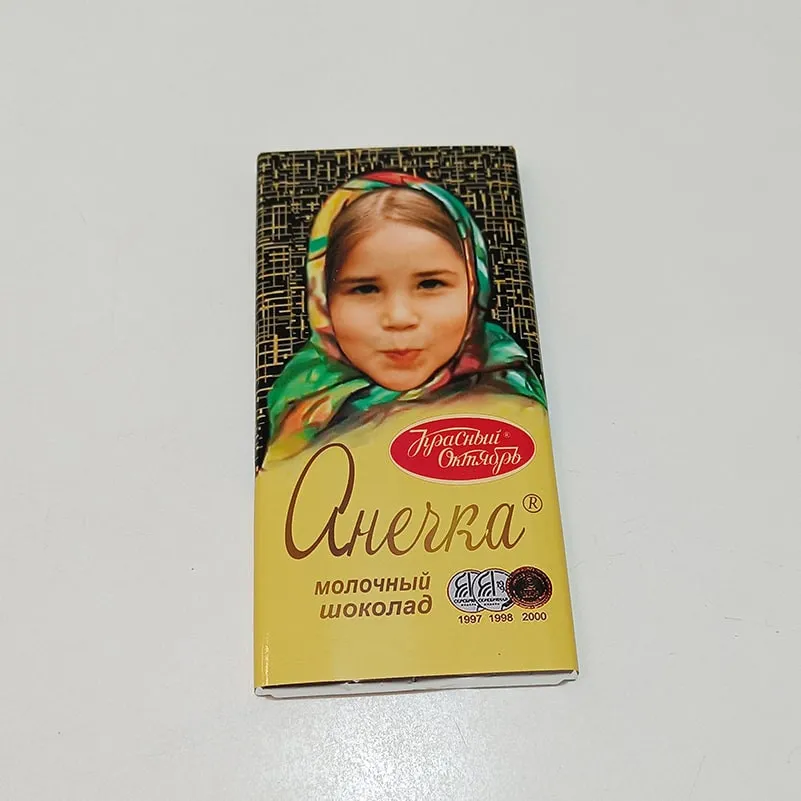 Красный®
Октябрь
Анечка®
молочный
шоколад
1997 1998 2000